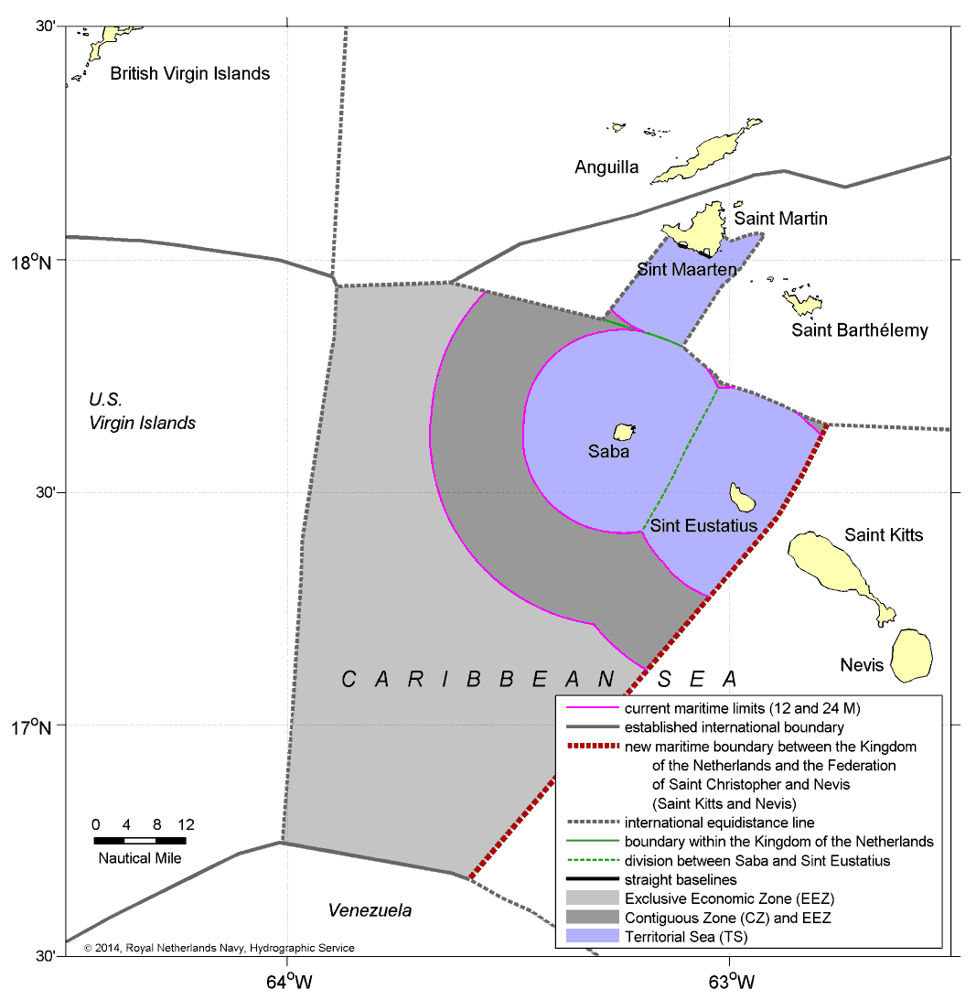 30'
British Virgin Islands
Anguilla
Saint Martin
18°N
Sint Maarten
Saint Barthélemy
U.S.
Virgin Islands
Saba
30'
Sint Eustatius
Saint Kitts
Nevis
CARIBBEAN SEA
17°N
current maritime limits (12 and 24 M)
established international boundary
new maritime boundary between the Kingdom
of the Netherlands and the Federation
of Saint Christopher and Nevis
(Saint Kitts and Nevis)
international equidistance line
boundary within the Kingdom of the Netherlands
division between Saba and Sint Eustatius
straight baselines
Exclusive Economic Zone (EEZ)
Contiguous Zone (CZ) and EEZ
Territorial Sea (TS)
0 4 8 12
Nautical Mile
Venezuela
© 2014, Royal Netherlands Navy, Hydrographic Service
30'
64°W
63°W